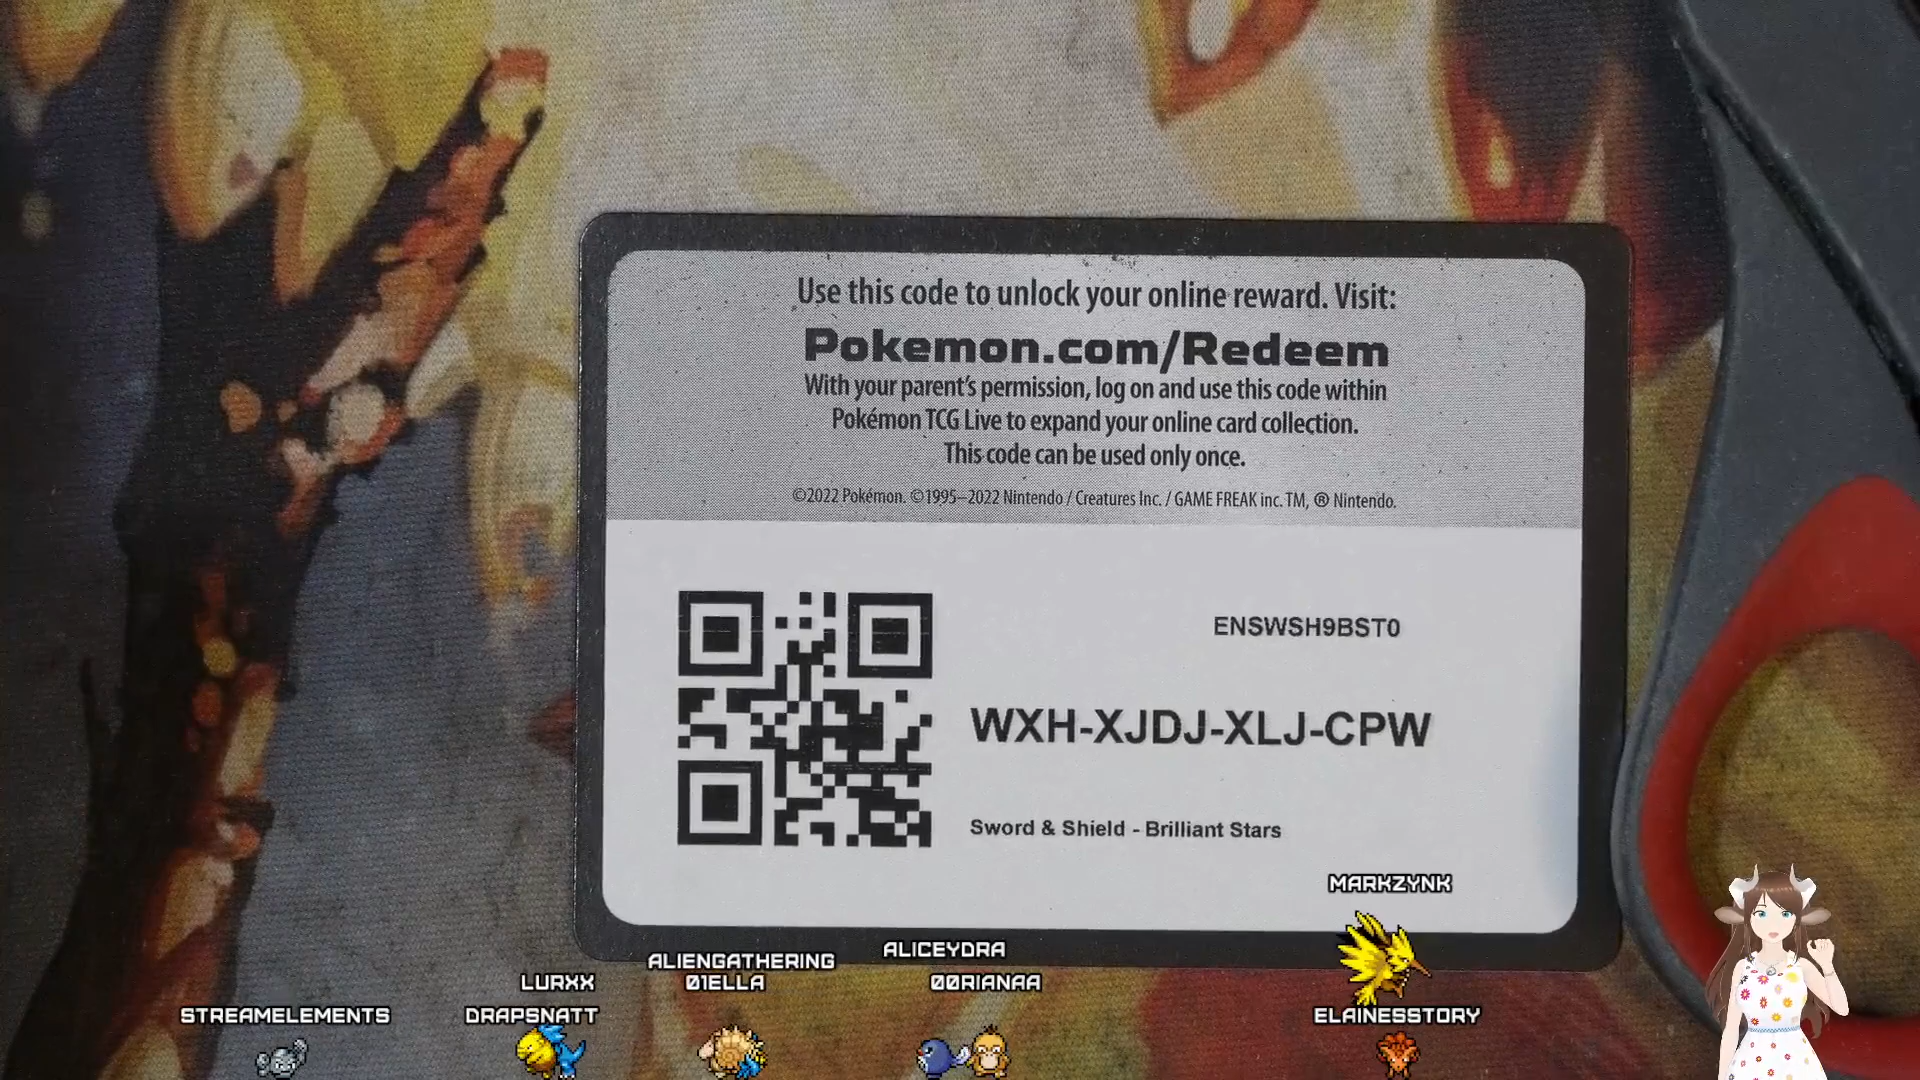 Use this code to unlock your online reward. Visit:
Pokemon.com/Redeem
With your parent's permission, log on and use this code within
Pokémon TCG Live to expand your online card collection.
This code can be used only once.
©2022 Pokémon. ©1995–2022 Nintendo / Creatures Inc. / GAME FREAK inc. TM, ® Nintendo.
ENSWSH9BST0
WXH-XJDJ-XLJ-CPW
Sword & Shield - Brilliant Stars
MARKZYNK
ALICEYDRA
ALIENGATHERING
LURXX
01ELLA
00RIANAA
STREAMELEMENTS
DRAPSNATT
ELAINESSTORY